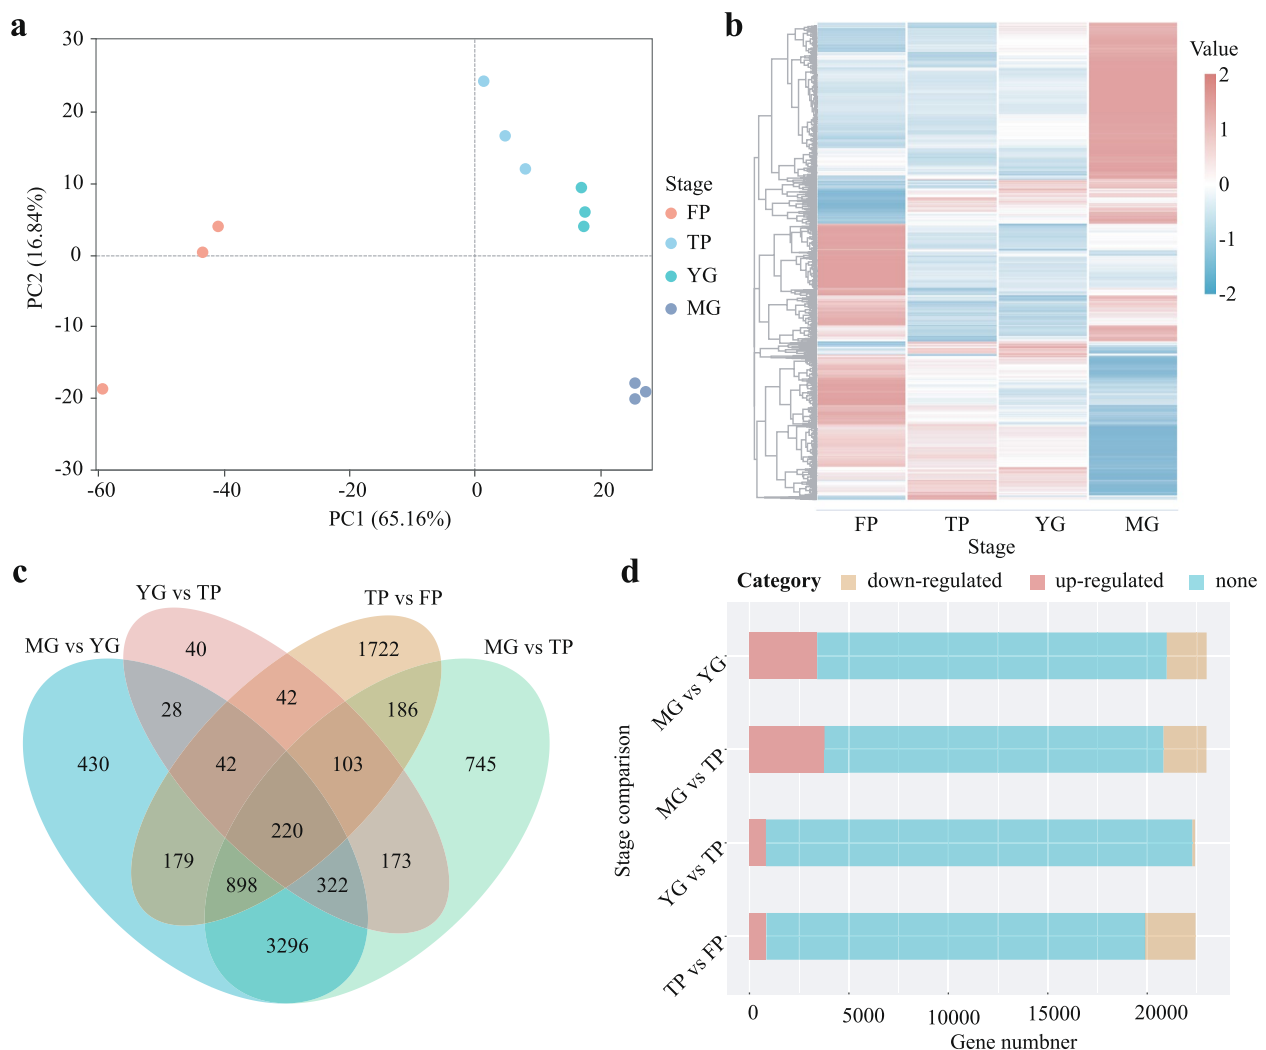 a
30
20
10
0
-10
-20
-30
-60
-40
-20
0
20
PC2 (16.84%)
PC1 (65.16%)
Stage
FP
TP
YG
MG
b
Value
2
1
0
-1
-2
FP
TP
YG
MG
Stage
c
YG vs TP
TP vs FP
MG vs YG
MG vs TP
40
1722
28
42
186
430
42
103
745
220
179
898
322
173
3296
d
Category
down-regulated
up-regulated
none
Stage comparison
MG vs YG
MG vs TP
YG vs TP
TP vs FP
0
5000
10000
15000
20000
Gene numbner